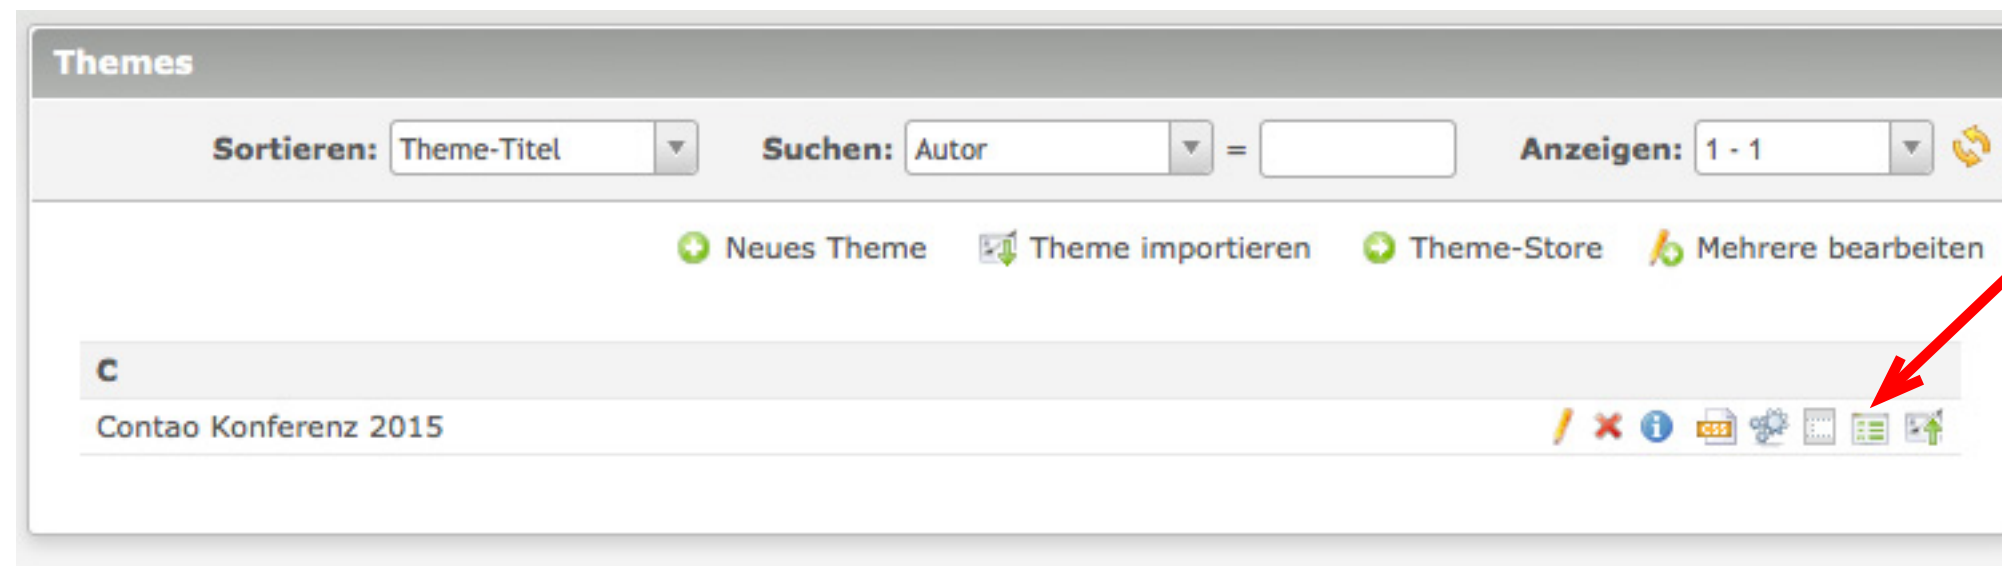 Themes
Sortieren: Theme-Titel Suchen: Autor = Anzeigen: 1 - 1
Neues Theme Theme importieren Theme-Store Mehrere bearbeiten
C
Contao Konferenz 2015 css